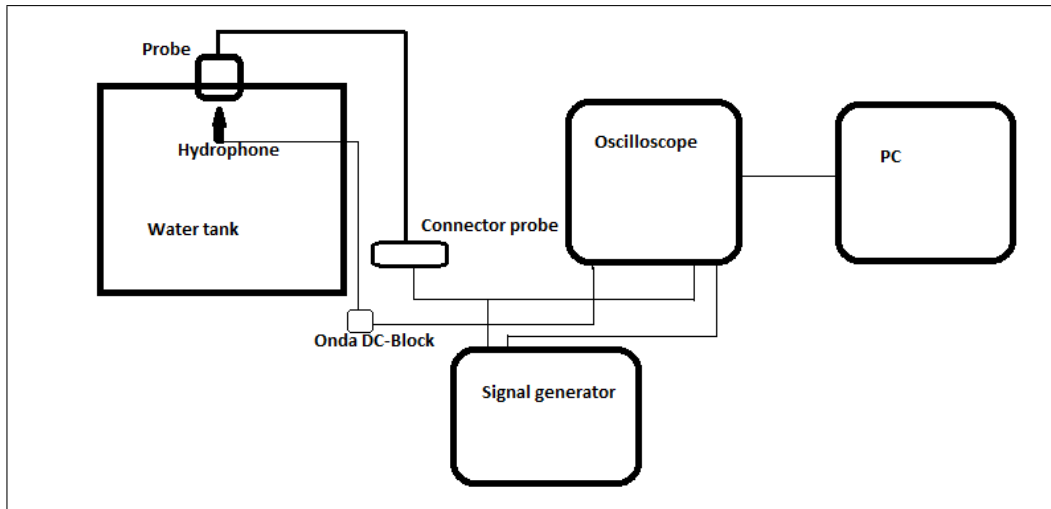 Probe
Hydrophone
Water tank
Connector probe
Onda DC-Block
Oscilloscope
PC
Signal generator